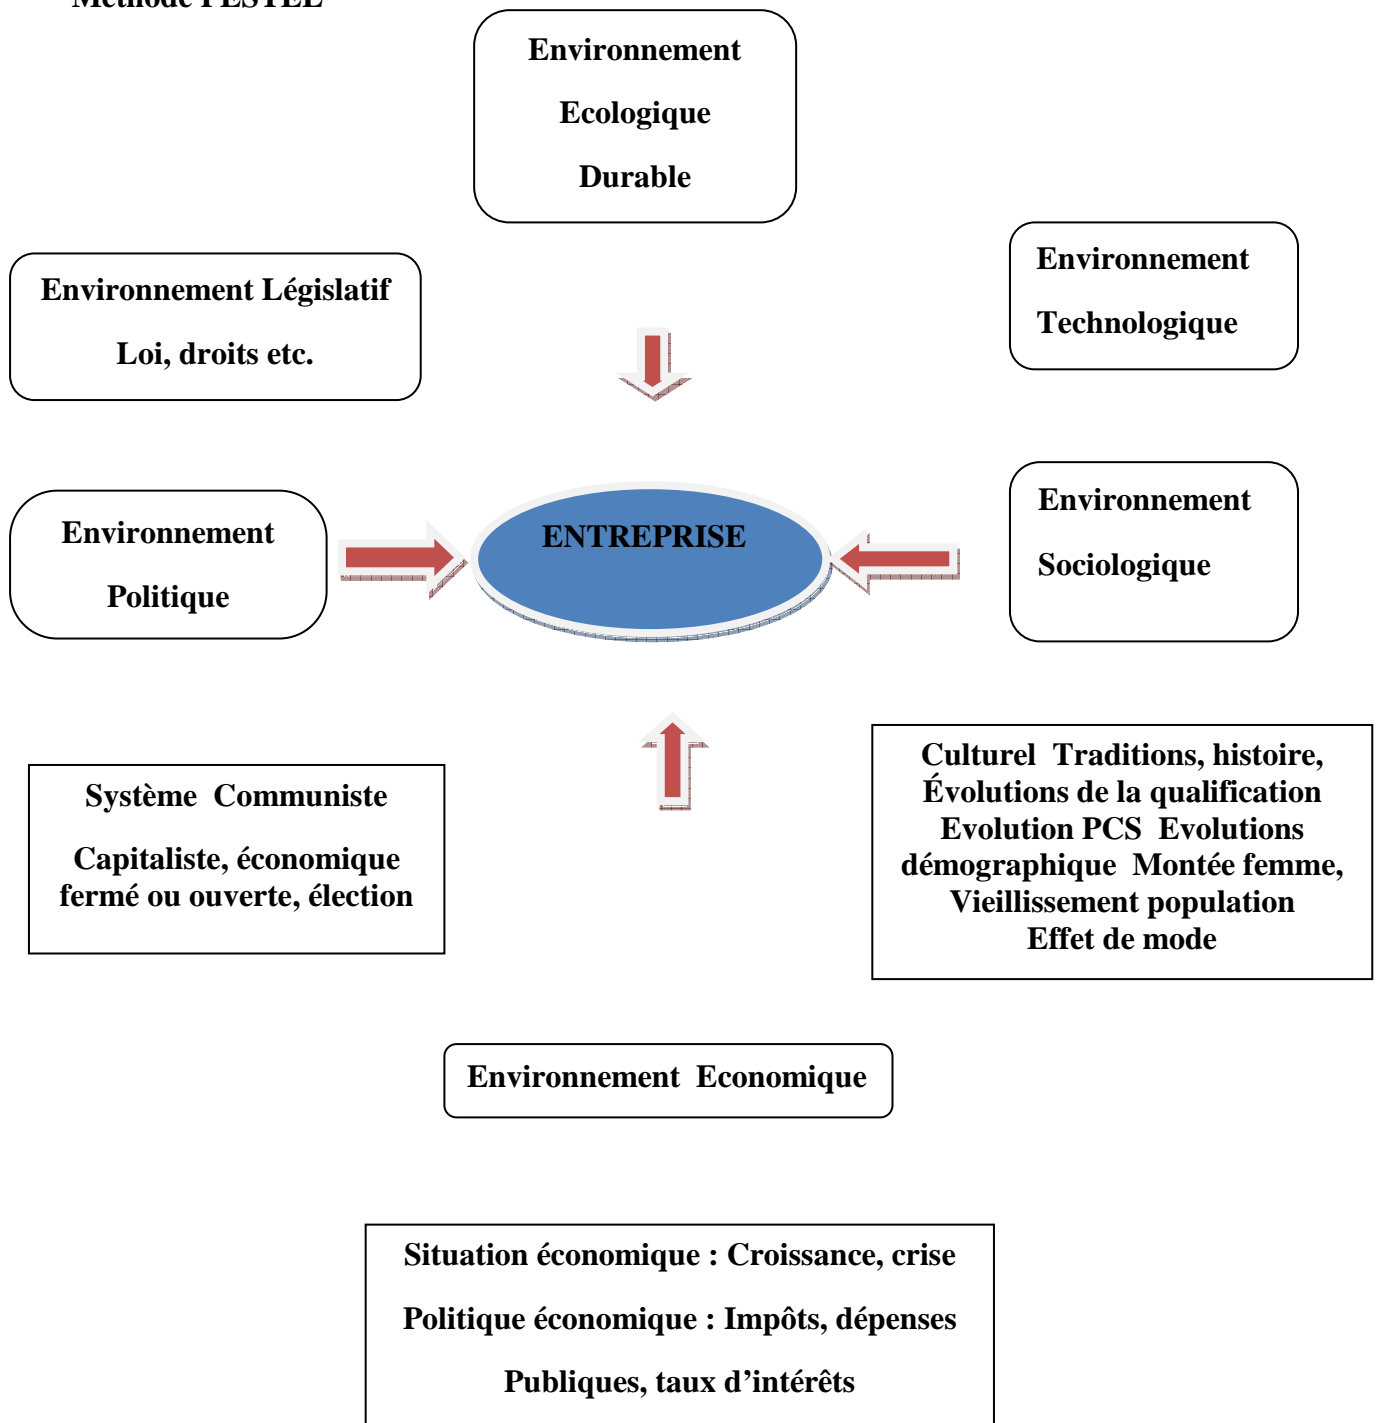 Méthode PESTEL
Environnement
Ecologique
Durable
Environnement Législatif
Loi, droits etc.
Environnement
Technologique
Environnement
Politique
ENTREPRISE
Environnement
Sociologique
Système Communiste
Capitaliste, économique
fermé ou ouverte, élection
Culturel Traditions, histoire,
Évolutions de la qualification
Evolution PCS Evolutions
démographique Montée femme,
Vieillissement population
Effet de mode
Environnement Economique
Situation économique : Croissance, crise
Politique économique : Impôts, dépenses
Publiques, taux d’intérêts